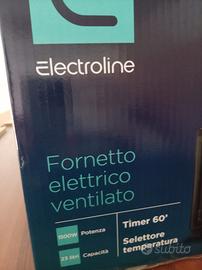 Electroline
Fornetto
elettrico
ventilato
1500W Potenza
23 litri Capacità
Timer 60'
Selettore
temperatura
subito